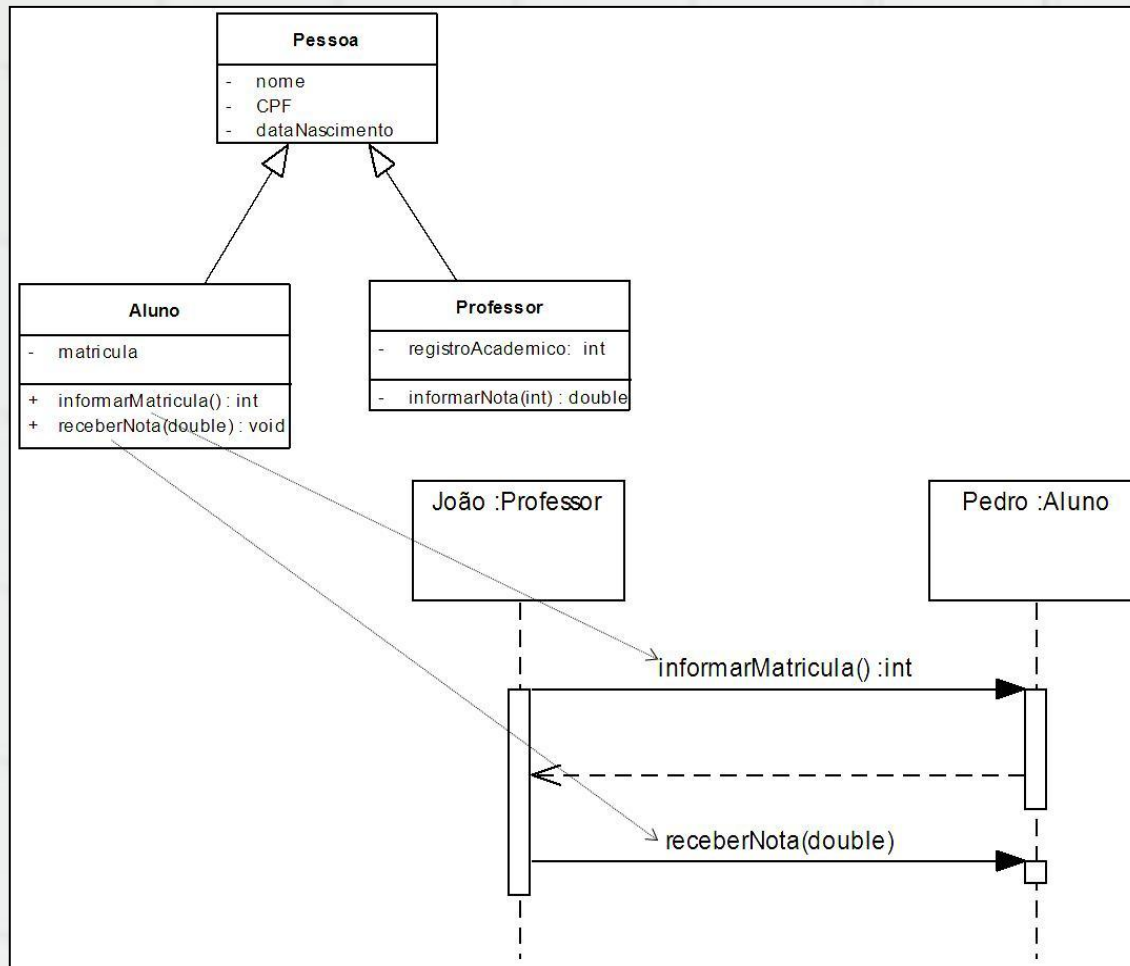 Pessoa
- nome
- CPF
- dataNascimento
Aluno
- matricula
+ informarMatricula() : int
+ receberNota(double) : void
Professor
- registroAcademico: int
- informarNota(int) : double
João :Professor
Pedro :Aluno
informarMatricula() :int
receberNota(double)